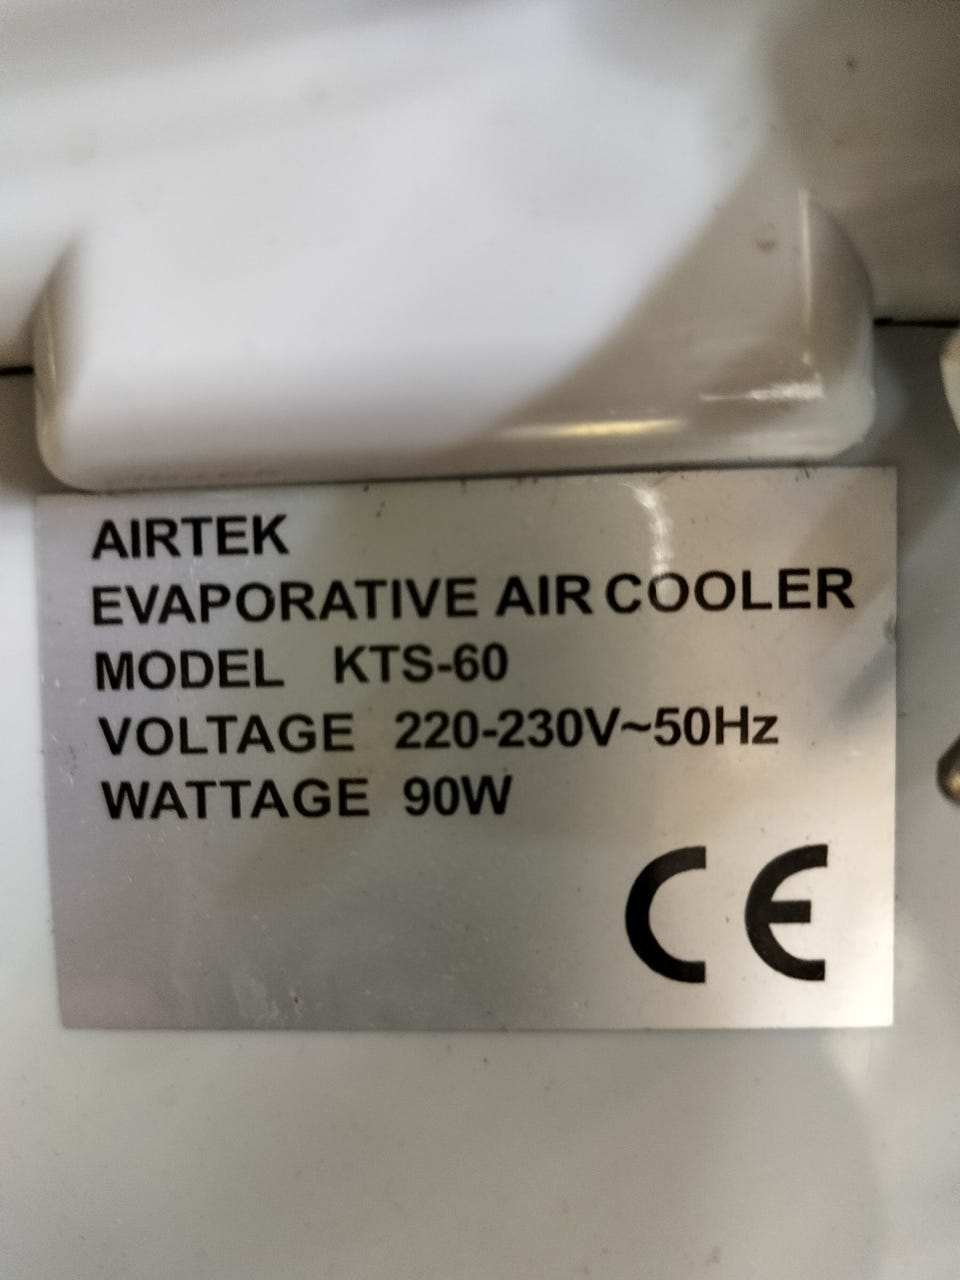 AIRTEK
EVAPORATIVE AIR COOLER
MODEL KTS-60
VOLTAGE 220-230V~50Hz
WATTAGE 90W
CE